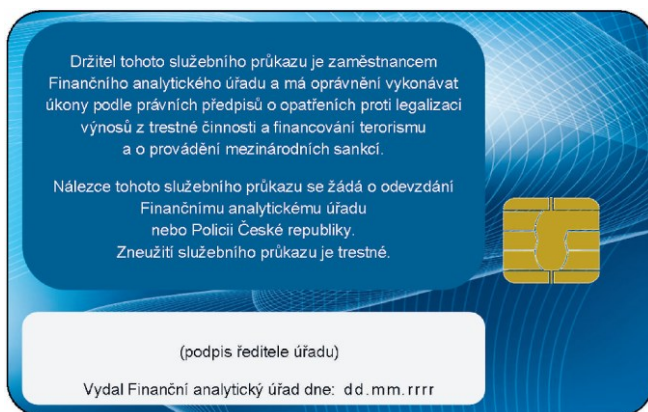 Držitel tohoto služebního průkazu je zaměstnancem
Finančního analytického úřadu a má oprávnění vykonávat
úkony podle právních předpisů o opatřeních proti legalizaci
výnosů z trestné činnosti a financování terorismu
a o provádění mezinárodních sankcí.
Nálezce tohoto služebního průkazu se žádá o odevzdání
Finančnímu analytickému úřadu
nebo Policii České republiky.
Zneužití služebního průkazu je trestné.
(podpis ředitele úřadu)
Vydal Finanční analytický úřad dne: dd.mm.rrrr